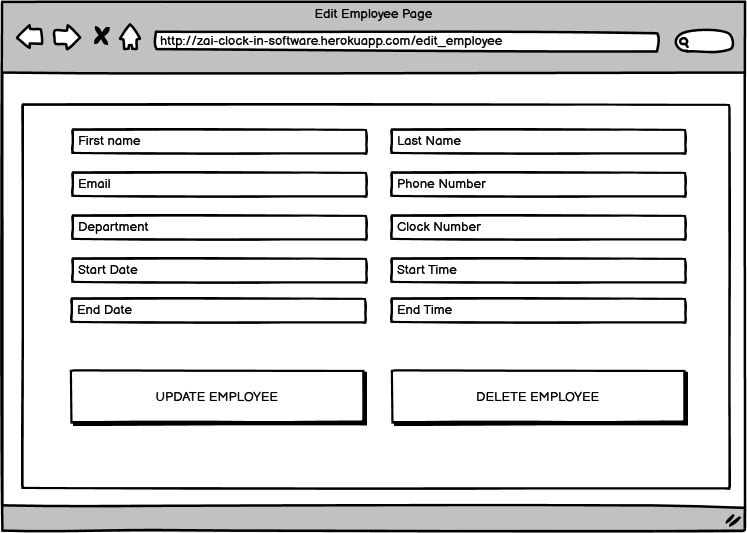 Edit Employee Page
http://zai-clock-in-software.herokuapp.com/edit_employee
First name
Last Name
Email
Phone Number
Department
Clock Number
Start Date
Start Time
End Date
End Time
UPDATE EMPLOYEE
DELETE EMPLOYEE